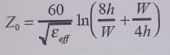 Z₀ = 60/√ε_eff ln(8h/W + W/4h)